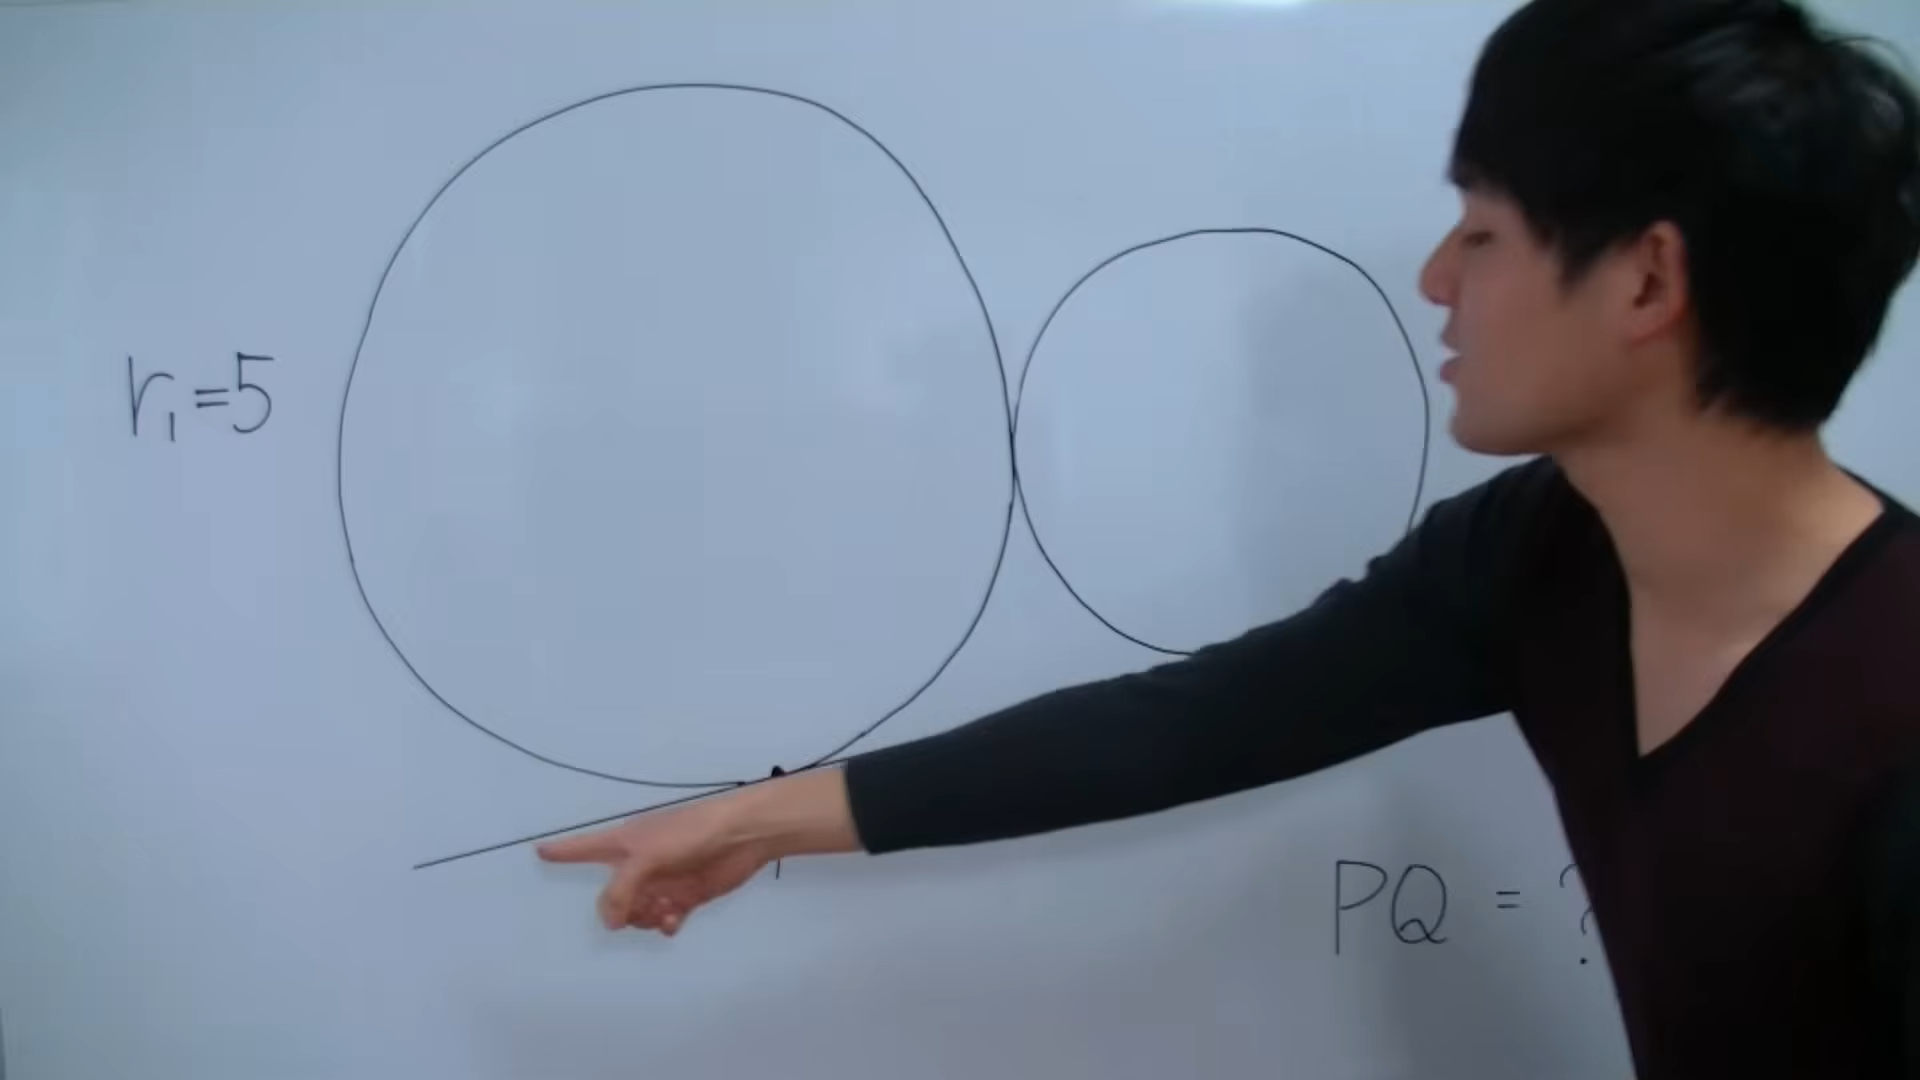 r₁=5
PQ = ?